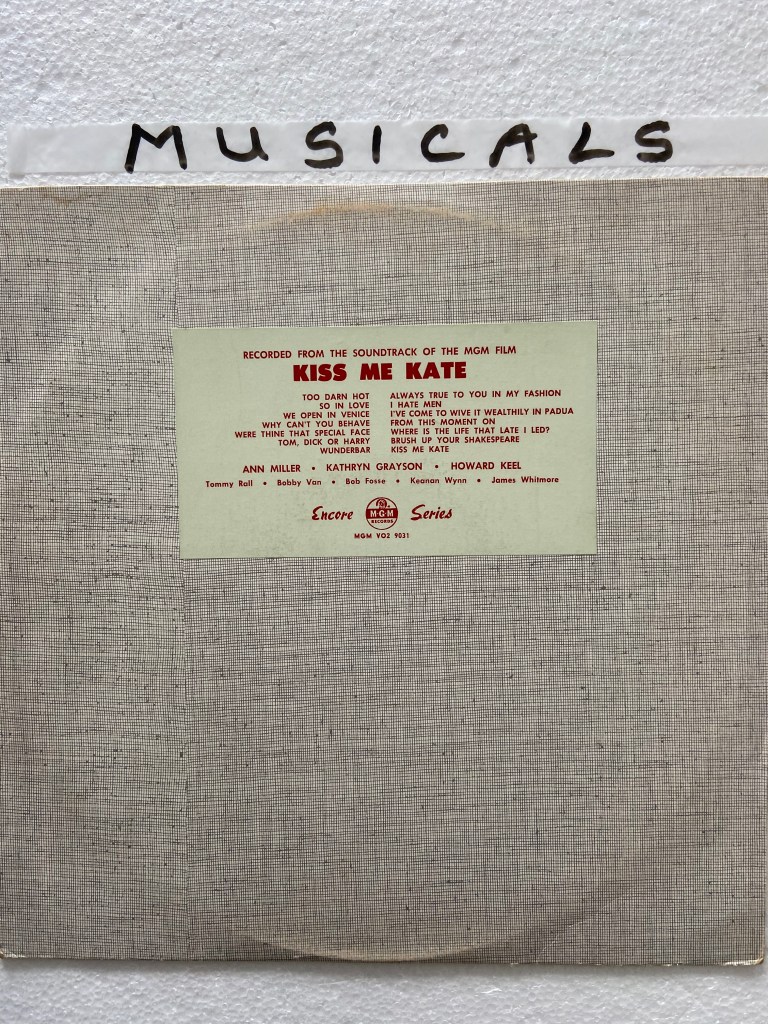 MUSICALS
RECORDED FROM THE SOUNDTRACK OF THE MGM FILM
KISS ME KATE
TOO DARN HOT
SO IN LOVE
WE OPEN IN VENICE
WHY CAN'T YOU BEHAVE
WERE THINE THAT SPECIAL FACE
TOM, DICK OR HARRY
WUNDERBAR
ALWAYS TRUE TO YOU IN MY FASHION
I HATE MEN
I'VE COME TO WIVE IT WEALTHILY IN PADUA
FROM THIS MOMENT ON
WHERE IS THE LIFE THAT LATE I LED?
BRUSH UP YOUR SHAKESPEARE
KISS ME KATE
ANN MILLER • KATHRYN GRAYSON • HOWARD KEEL
Tommy Rall • Bobby Van • Bob Fosse • Keenan Wynn • James Whitmore
Encore M-G-M RECORDS Series
MGM VO2 9031